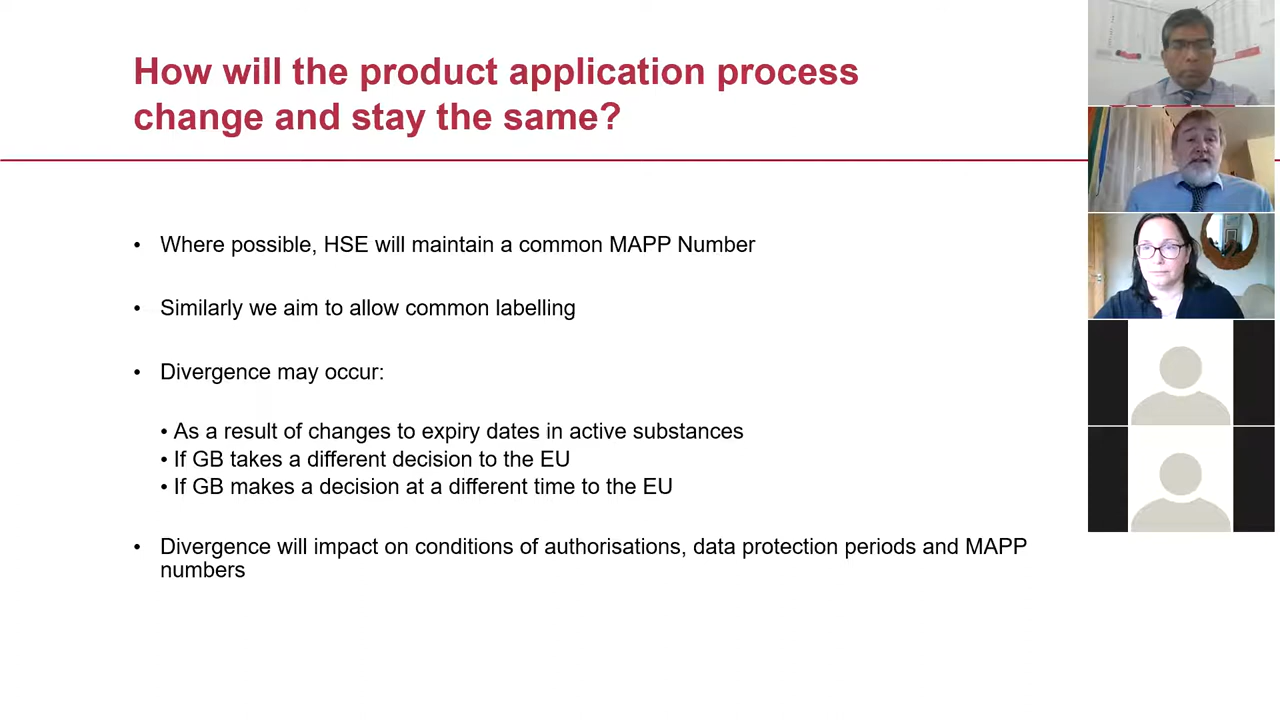 How will the product application process
change and stay the same?
• Where possible, HSE will maintain a common MAPP Number
• Similarly we aim to allow common labelling
• Divergence may occur:
• As a result of changes to expiry dates in active substances
• If GB takes a different decision to the EU
• If GB makes a decision at a different time to the EU
• Divergence will impact on conditions of authorisations, data protection periods and MAPP
numbers